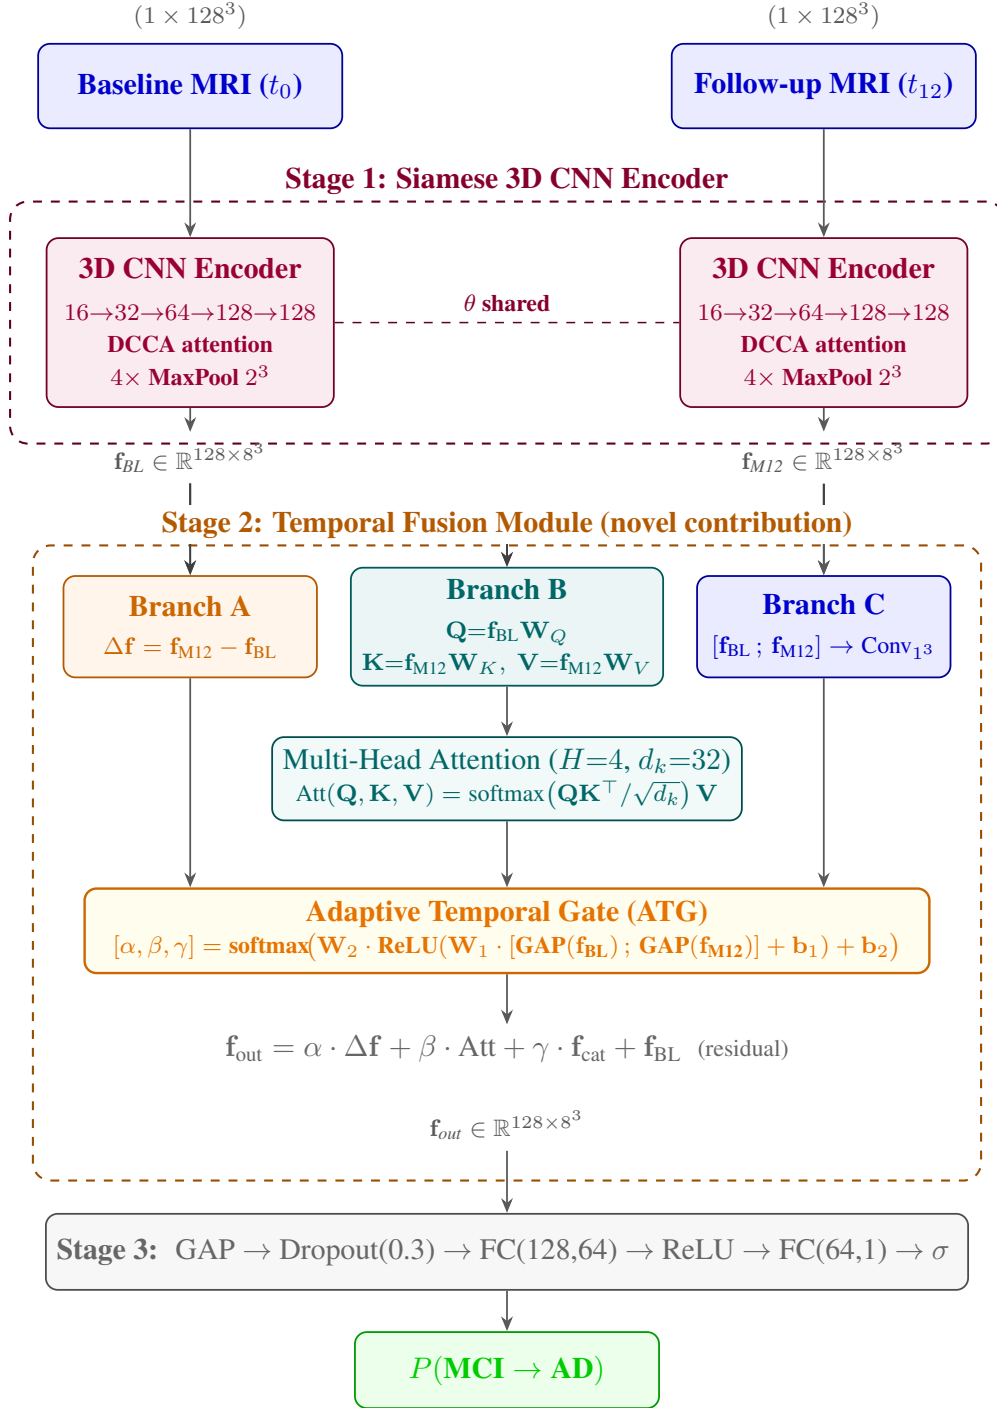 (1 × 128³) (1 × 128³)
Baseline MRI (t₀) Follow-up MRI (t₁₂)
Stage 1: Siamese 3D CNN Encoder
3D CNN Encoder 3D CNN Encoder
16→32→64→128→128 θ shared 16→32→64→128→128
DCCA attention DCCA attention
4× MaxPool 2³ 4× MaxPool 2³
f_BL ∈ ℝ^{128×8³} f_M12 ∈ ℝ^{128×8³}
Stage 2: Temporal Fusion Module (novel contribution)
Branch A
Δf = f_M12 − f_BL
Branch B
Q=f_BL W_Q
K=f_M12 W_K, V=f_M12 W_V
Branch C
[f_BL ; f_M12] → Conv_{1³}
Multi-Head Attention (H=4, d_k=32)
Att(Q, K, V) = softmax(QK^⊤/√d_k) V
Adaptive Temporal Gate (ATG)
[α, β, γ] = softmax(W₂ · ReLU(W₁ · [GAP(f_BL) ; GAP(f_M12)] + b₁) + b₂)
f_out = α · Δf + β · Att + γ · f_cat + f_BL (residual)
f_out ∈ ℝ^{128×8³}
Stage 3: GAP → Dropout(0.3) → FC(128,64) → ReLU → FC(64,1) → σ
P(MCI → AD)